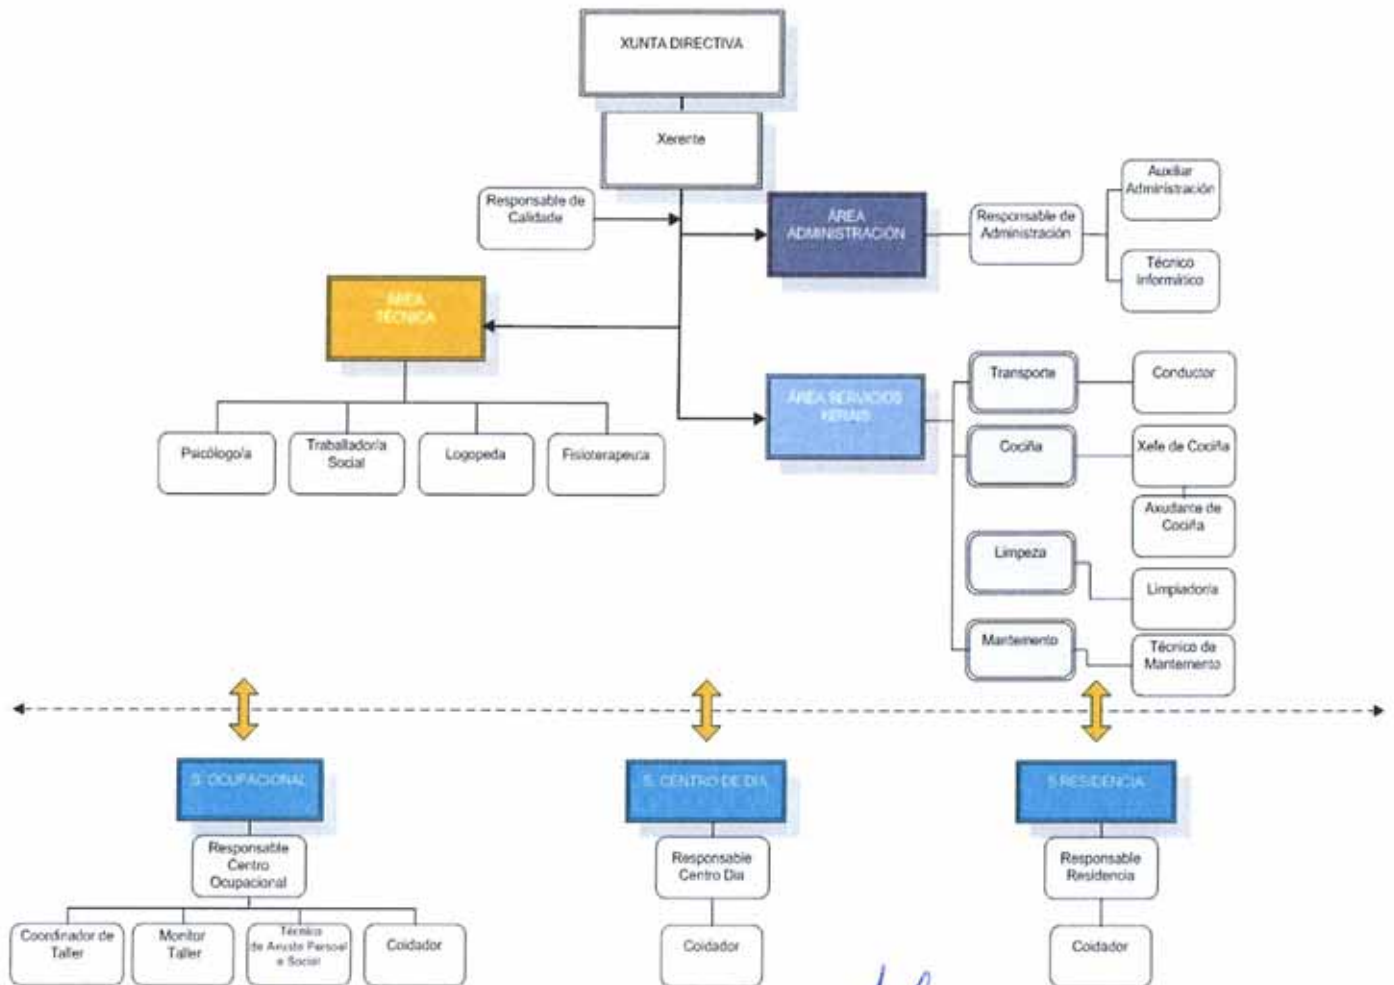 XUNTA DIRECTIVA
Xerente
Responsable de
Calidade
ÁREA
ADMINISTRACIÓN
Responsable de
Administración
Auxiliar
Administración
Técnico
Informático
ÁREA
TÉCNICA
Psicólogo/a
Traballador/a
Social
Logopeda
Fisioterapeuta
ÁREA SERVICIOS
XERAIS
Transporte
Conductor
Cociña
Xefe de Cociña
Axudante de
Cociña
Limpeza
Limpiador/a
Mantemento
Técnico de
Mantemento
S. OCUPACIONAL
Responsable
Centro
Ocupacional
Coordinador de
Taller
Monitor
Taller
Técnico
de Axuste Persoal
e Social
Coidador
S. CENTRO DE DIA
Responsable
Centro Dia
Coidador
S.RESIDENCIA
Responsable
Residencia
Coidador